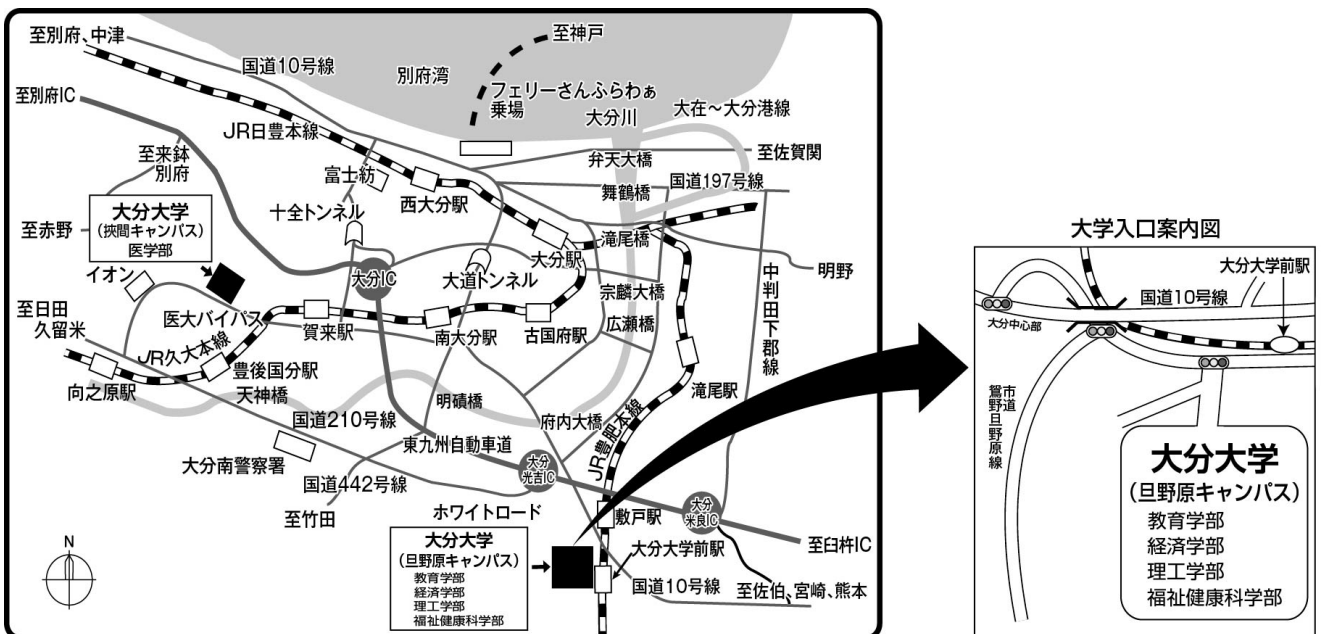 至神戸
至別府、中津
国道10号線
別府湾
フェリーさんふらわぁ
乗場
至別府IC
大分川
大在～大分港線
JR日豊本線
至来鉢
別府
弁天大橋
至佐賀関
富士紡
舞鶴橋
国道197号線
西大分駅
大分大学
(挾間キャンパス)
医学部
十全トンネル
至赤野
滝尾橋
大分駅
明野
イオン
大分IC
大道トンネル
宗麟大橋
中判田下郡線
至日田
久留米
医大バイパス
賀来駅
南大分駅
古国府駅
広瀬橋
JR久大本線
豊後国分駅
向之原駅
天神橋
滝尾駅
明磧橋
国道210号線
府内大橋
JR豊肥本線
東九州自動車道
大分南警察署
大分
光吉IC
国道442号線
至竹田
ホワイトロード
敷戸駅
大分
米良IC
大分大学
(旦野原キャンパス)
教育学部
経済学部
理工学部
福祉健康科学部
大分大学前駅
至臼杵IC
国道10号線
至佐伯、宮崎、熊本
N
大学入口案内図
大分大学前駅
国道10号線
大分中心部
市道
鴛野旦野原線
大分大学
(旦野原キャンパス)
教育学部
経済学部
理工学部
福祉健康科学部